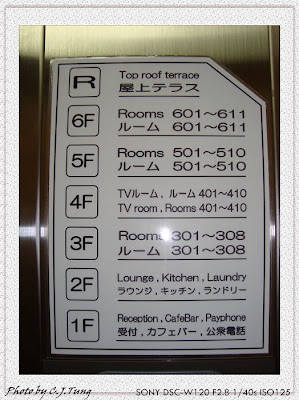 R
Top roof terrace
屋上テラス
6F
Rooms 601～611
ルーム 601～611
5F
Rooms 501～510
ルーム 501～510
4F
TVルーム , ルーム 401～410
TV room , Rooms 401～410
3F
Rooms 301～308
ルーム 301～308
2F
Lounge , Kitchen , Laundry
ラウンジ , キッチン , ランドリー
1F
Reception , CafeBar , Payphone
受付 , カフェバー , 公衆電話
Photo by C.J.Tung
SONY DSC-W120 F2.8 1/40s ISO125